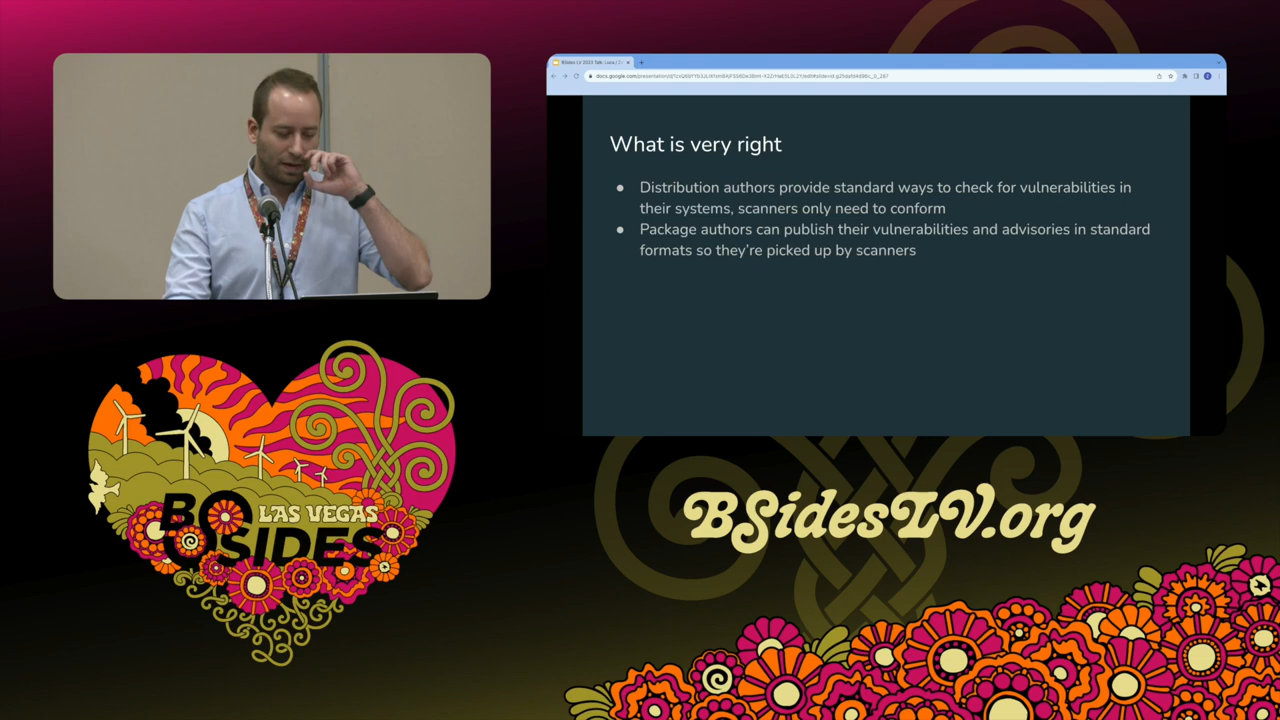 What is very right
● Distribution authors provide standard ways to check for vulnerabilities in
their systems, scanners only need to conform
● Package authors can publish their vulnerabilities and advisories in standard
formats so they're picked up by scanners
LAS VEGAS
BSIDES
23
BSidesLV.org